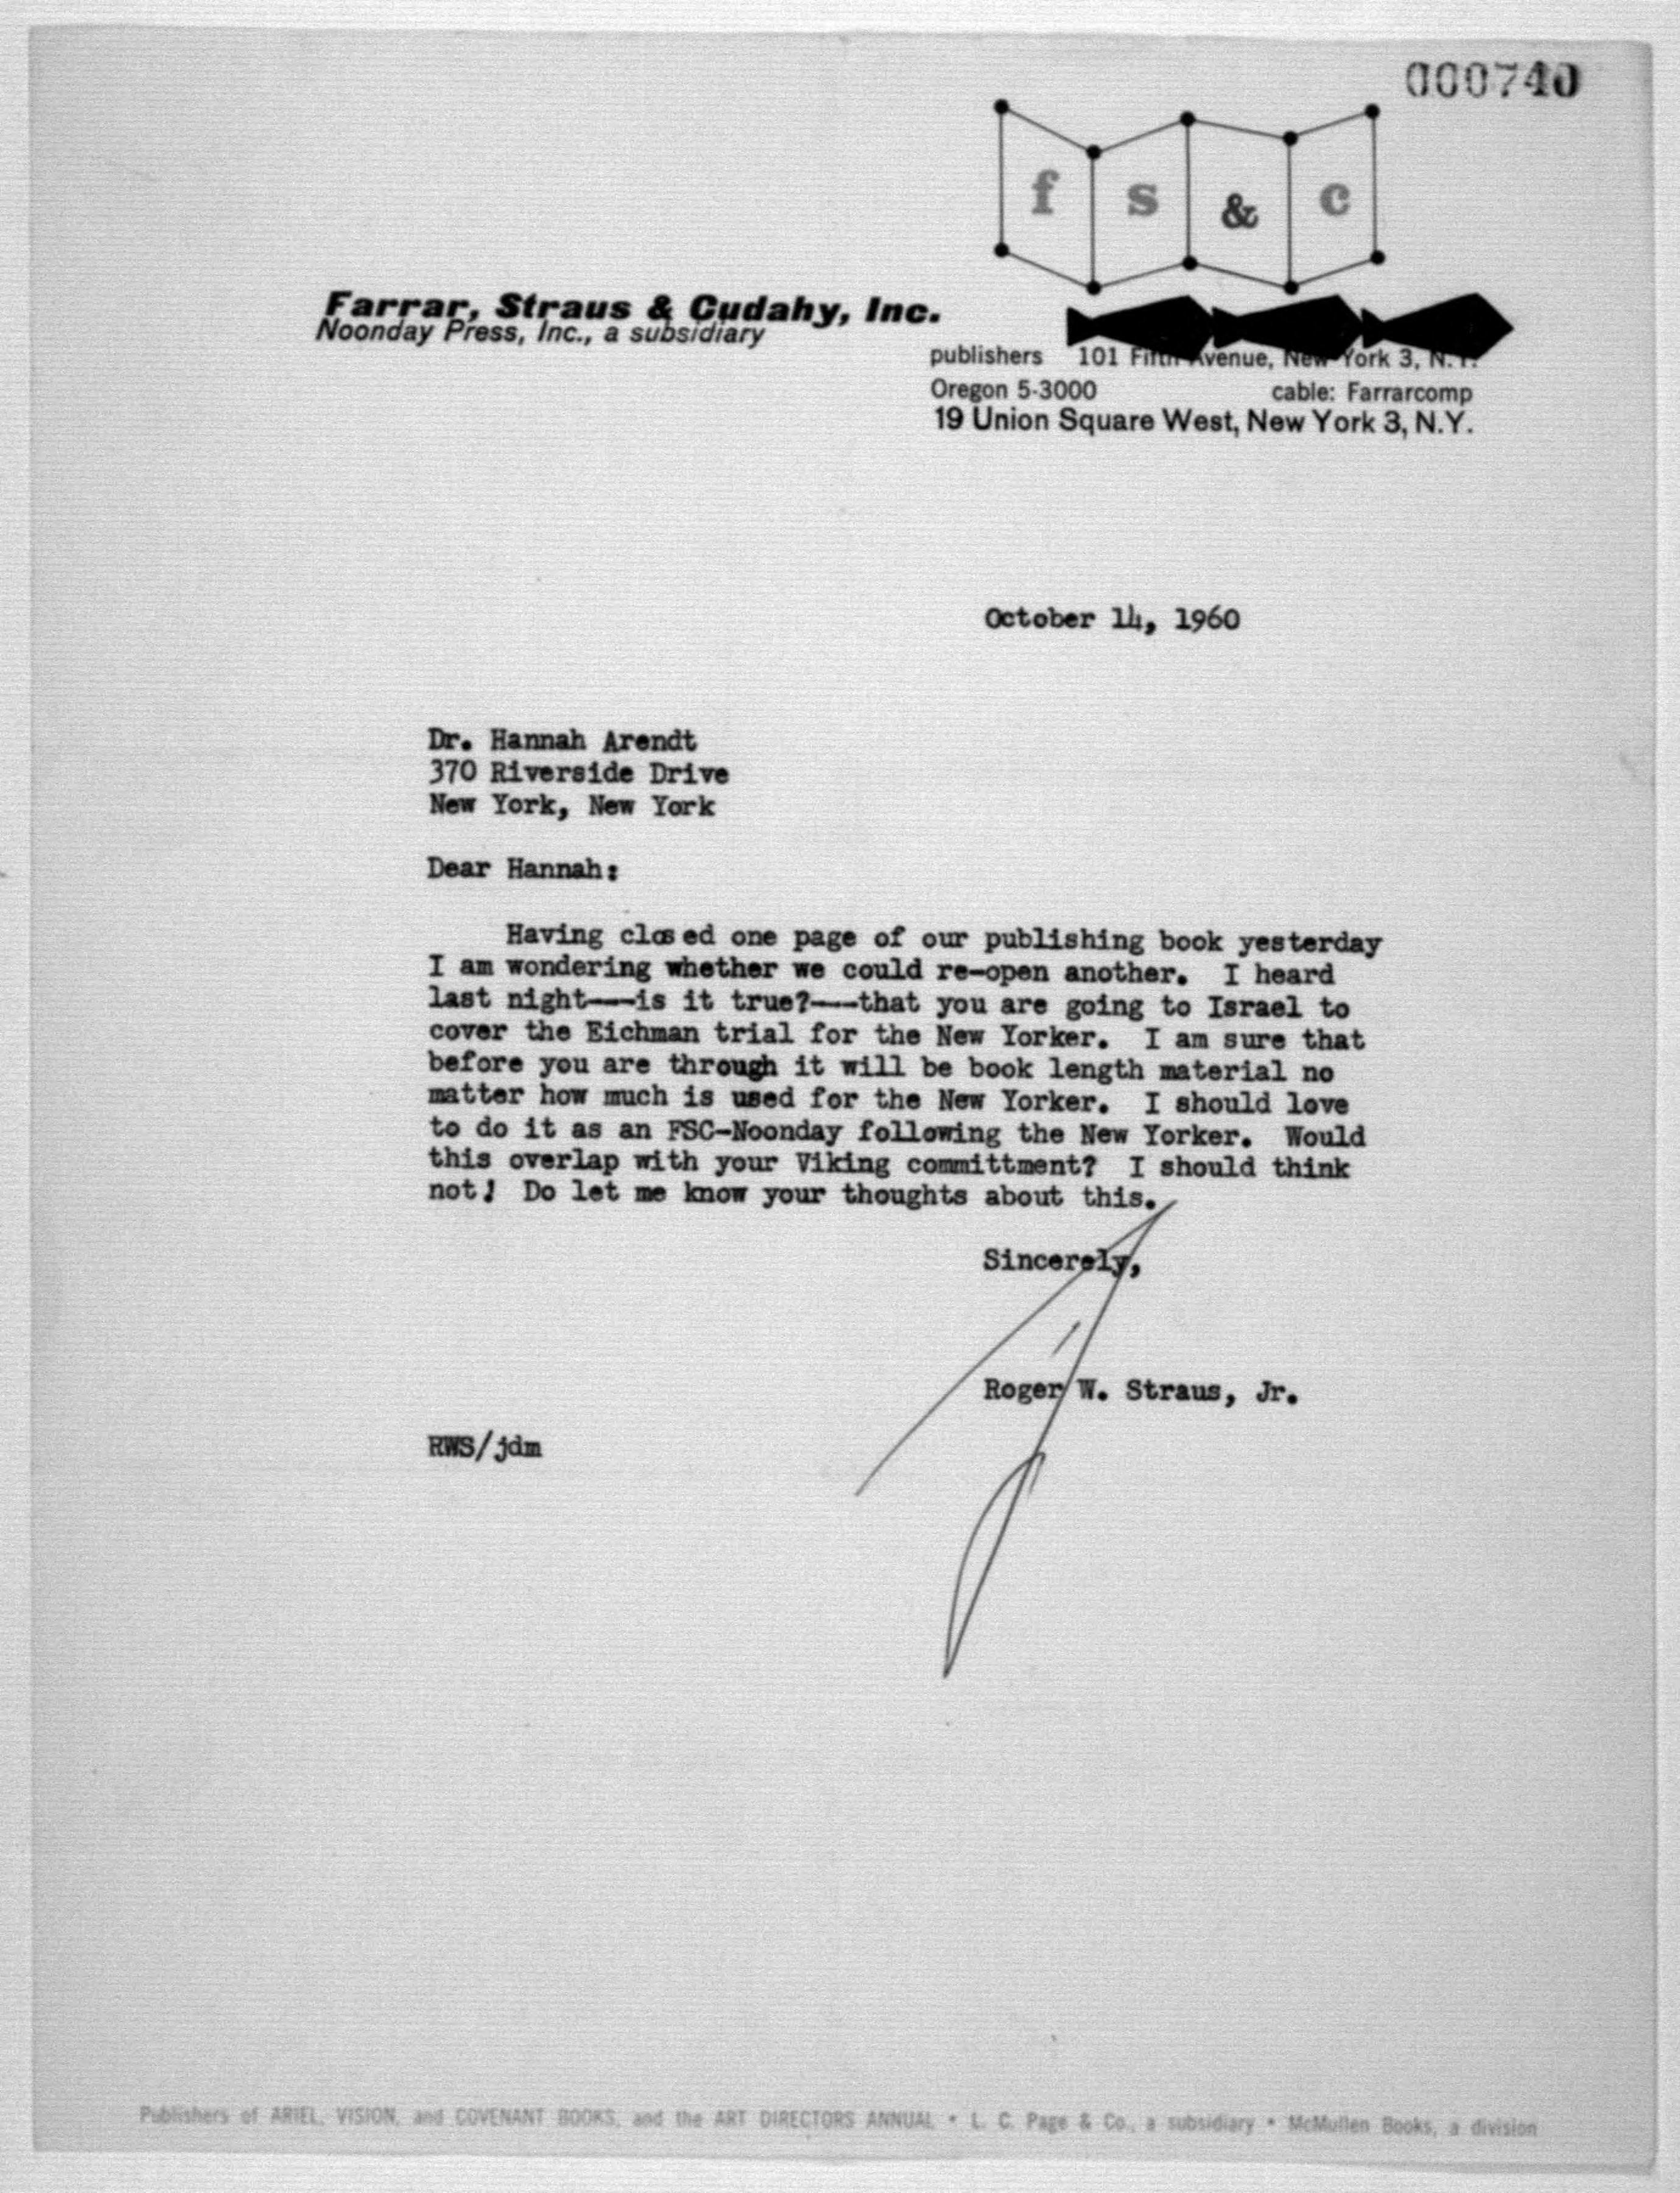 000740
f s & c
Farrar, Straus & Cudahy, Inc.
Noonday Press, Inc., a subsidiary
publishers 101 Fifth Avenue, New York 3, N.Y.
Oregon 5-3000 cable: Farrarcomp
19 Union Square West, New York 3, N.Y.
October 14, 1960
Dr. Hannah Arendt
370 Riverside Drive
New York, New York
Dear Hannah:
Having closed one page of our publishing book yesterday
I am wondering whether we could re-open another. I heard
last night---is it true?---that you are going to Israel to
cover the Eichman trial for the New Yorker. I am sure that
before you are through it will be book length material no
matter how much is used for the New Yorker. I should love
to do it as an FSC-Noonday following the New Yorker. Would
this overlap with your Viking committment? I should think
not! Do let me know your thoughts about this.
Sincerely,
Roger W. Straus, Jr.
RWS/jdm
Publishers of ARIEL, VISION, and COVENANT BOOKS, and the ART DIRECTORS ANNUAL • L. C. Page & Co., a subsidiary • McMullen Books, a division